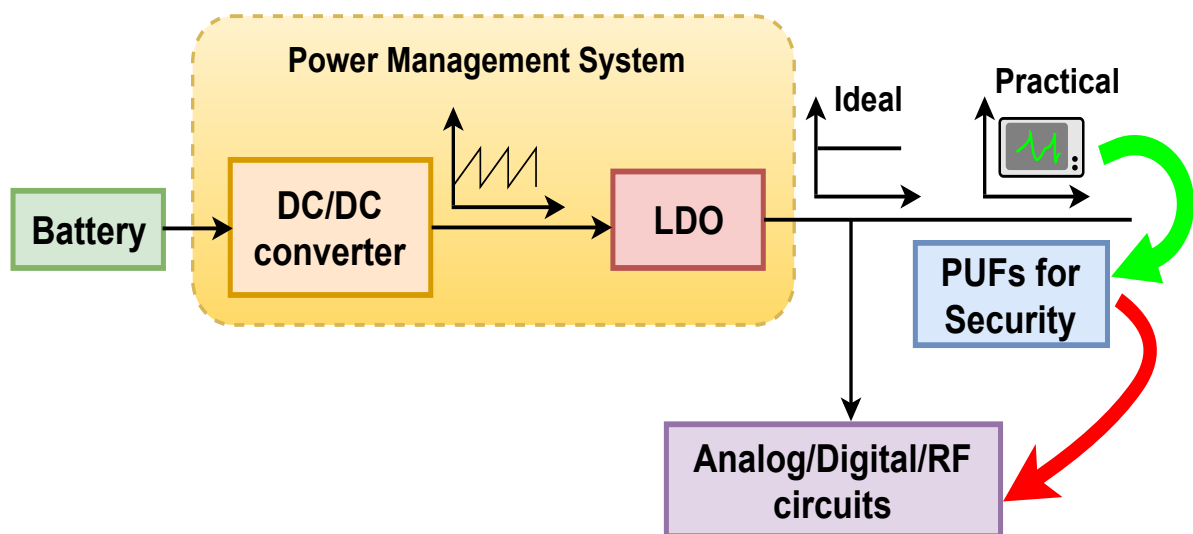 Power Management System
Ideal
Practical
Battery
DC/DC
converter
LDO
PUFs for
Security
Analog/Digital/RF
circuits